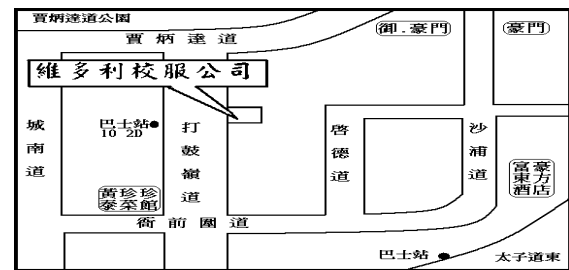 賈炳達道公園
賈炳達道
御.豪門
豪門
維多利校服公司
城南道
巴士站
10 2D
打鼓嶺道
啓德道
沙浦道
富豪東方酒店
黃珍珍
泰菜館
衙前圍道
巴士站
太子道東